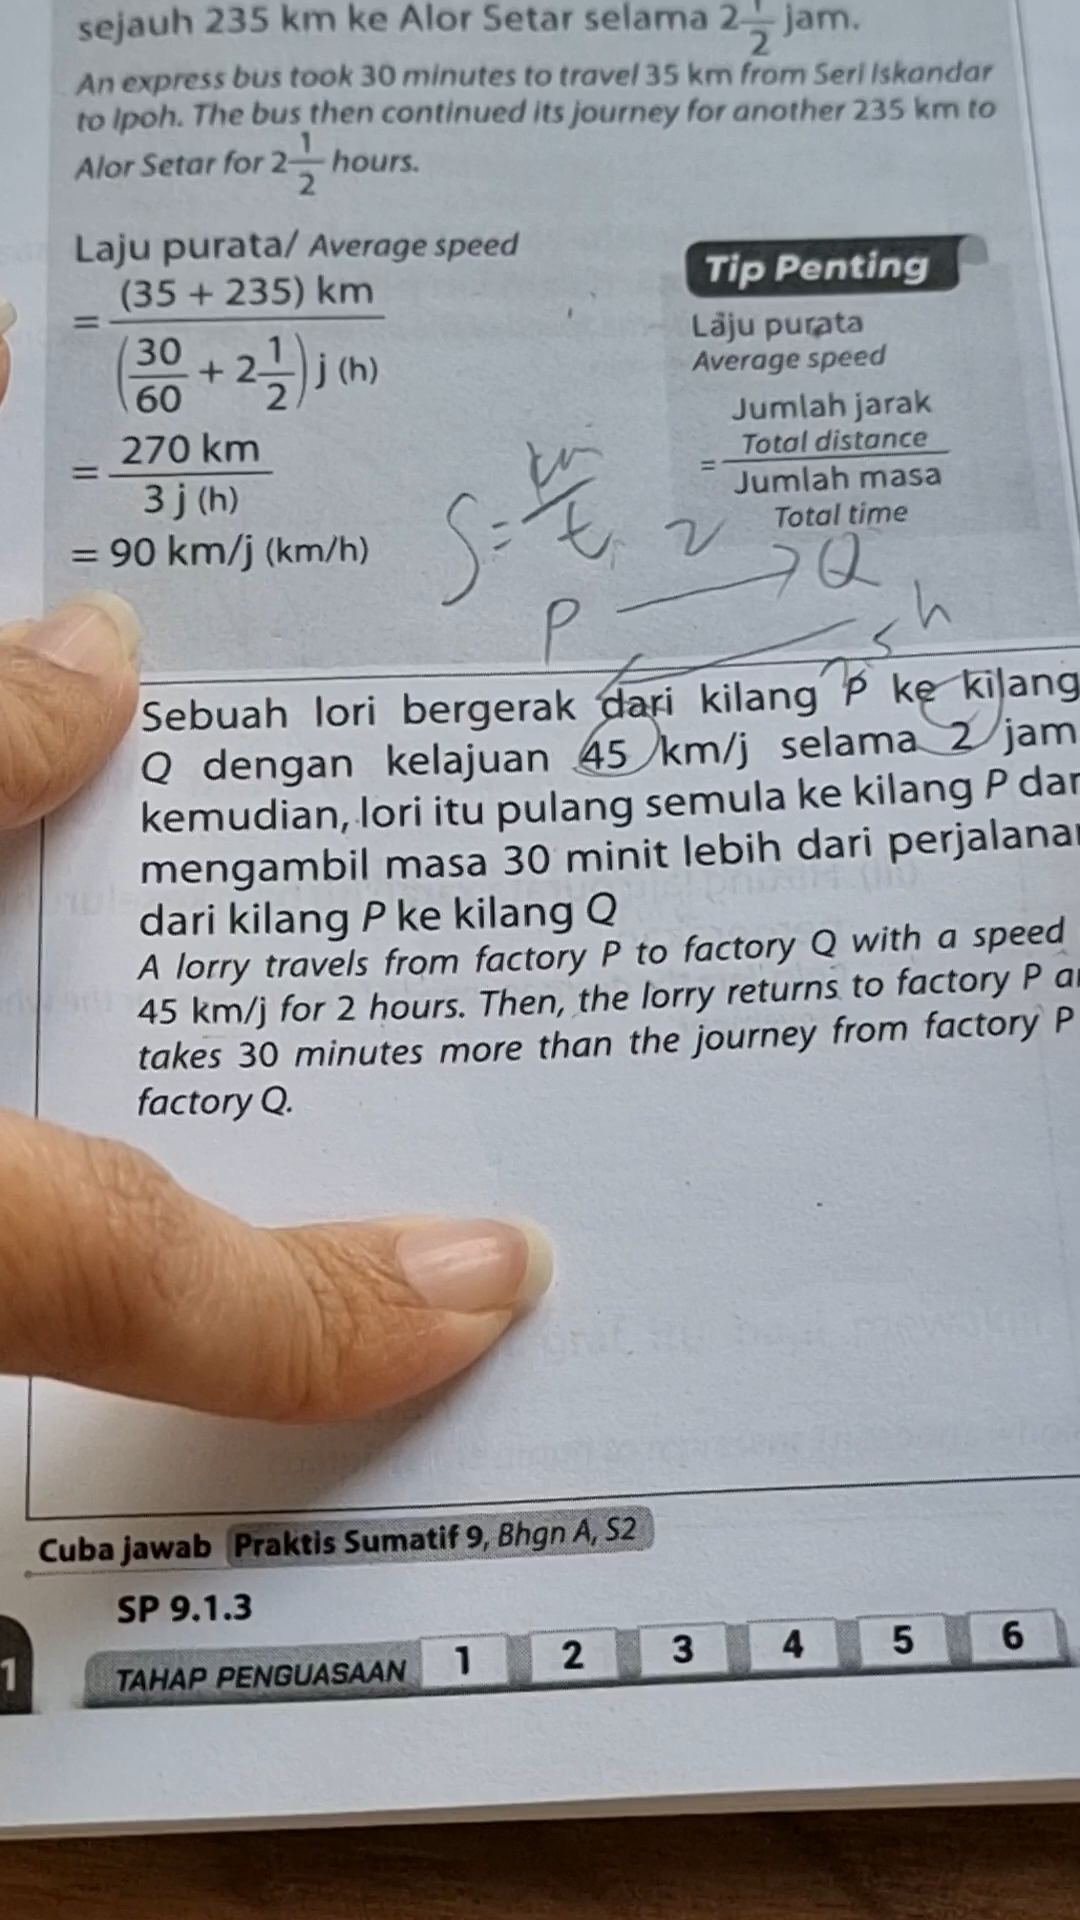 sejauh 235 km ke Alor Setar selama 2 1/2 jam.
An express bus took 30 minutes to travel 35 km from Seri Iskandar
to Ipoh. The bus then continued its journey for another 235 km to
Alor Setar for 2 1/2 hours.
Laju purata/ Average speed
= (35 + 235) km / (30/60 + 2 1/2) j (h)
= 270 km / 3 j (h)
= 90 km/j (km/h)
Tip Penting
Laju purata
Average speed
= Jumlah jarak Total distance / Jumlah masa Total time
S = km/t
2
P → Q
h
Sebuah lori bergerak dari kilang P ke kilang
Q dengan kelajuan 45 km/j selama 2 jam
kemudian, lori itu pulang semula ke kilang P dan
mengambil masa 30 minit lebih dari perjalanan
dari kilang P ke kilang Q
A lorry travels from factory P to factory Q with a speed
45 km/j for 2 hours. Then, the lorry returns to factory P
takes 30 minutes more than the journey from factory P
factory Q.
Cuba jawab Praktis Sumatif 9, Bhgn A, S2
SP 9.1.3
1
TAHAP PENGUASAAN 1 2 3 4 5 6